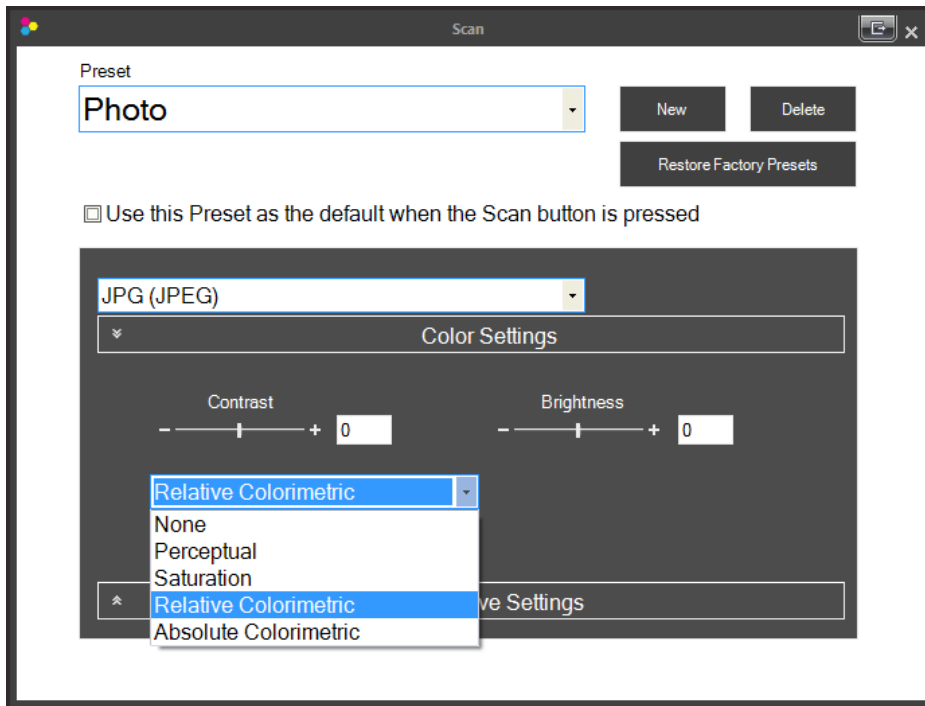 Scan
Preset
Photo
New
Delete
Restore Factory Presets
Use this Preset as the default when the Scan button is pressed
JPG (JPEG)
Color Settings
Contrast
Brightness
0
0
Relative Colorimetric
None
Perceptual
Saturation
Relative Colorimetric
Absolute Colorimetric
Settings